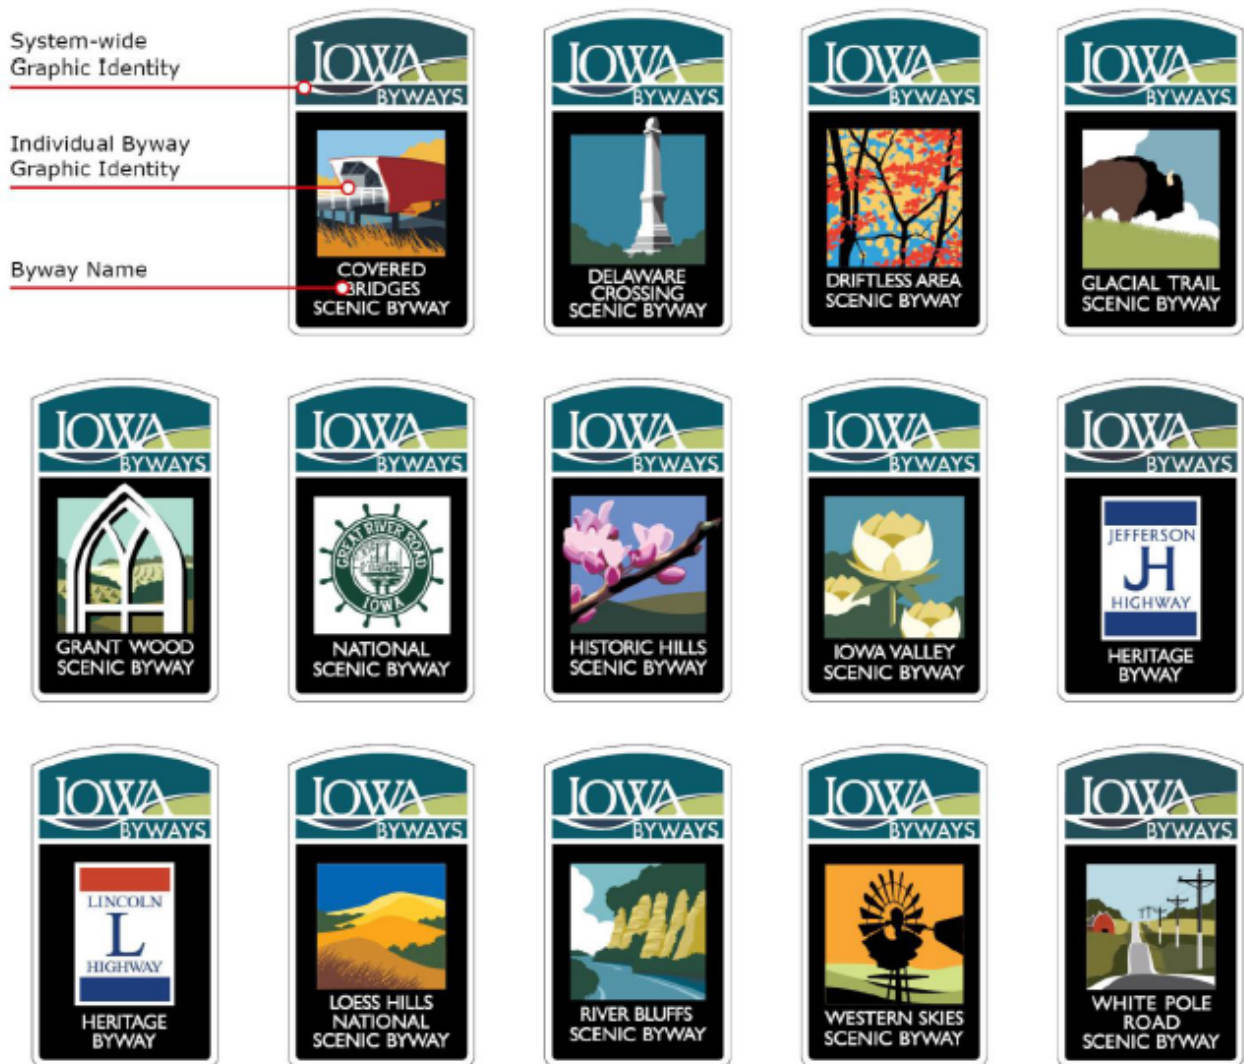 System-wide
Graphic Identity
Individual Byway
Graphic Identity
Byway Name
IOWA
BYWAYS
COVERED
BRIDGES
SCENIC BYWAY
IOWA
BYWAYS
DELAWARE
CROSSING
SCENIC BYWAY
IOWA
BYWAYS
DRIFTLESS AREA
SCENIC BYWAY
IOWA
BYWAYS
GLACIAL TRAIL
SCENIC BYWAY
IOWA
BYWAYS
GRANT WOOD
SCENIC BYWAY
IOWA
BYWAYS
GREAT RIVER ROAD
IOWA
NATIONAL
SCENIC BYWAY
IOWA
BYWAYS
HISTORIC HILLS
SCENIC BYWAY
IOWA
BYWAYS
IOWA VALLEY
SCENIC BYWAY
IOWA
BYWAYS
JEFFERSON
JH
HIGHWAY
HERITAGE
BYWAY
IOWA
BYWAYS
LINCOLN
L
HIGHWAY
HERITAGE
BYWAY
IOWA
BYWAYS
LOESS HILLS
NATIONAL
SCENIC BYWAY
IOWA
BYWAYS
RIVER BLUFFS
SCENIC BYWAY
IOWA
BYWAYS
WESTERN SKIES
SCENIC BYWAY
IOWA
BYWAYS
WHITE POLE
ROAD
SCENIC BYWAY